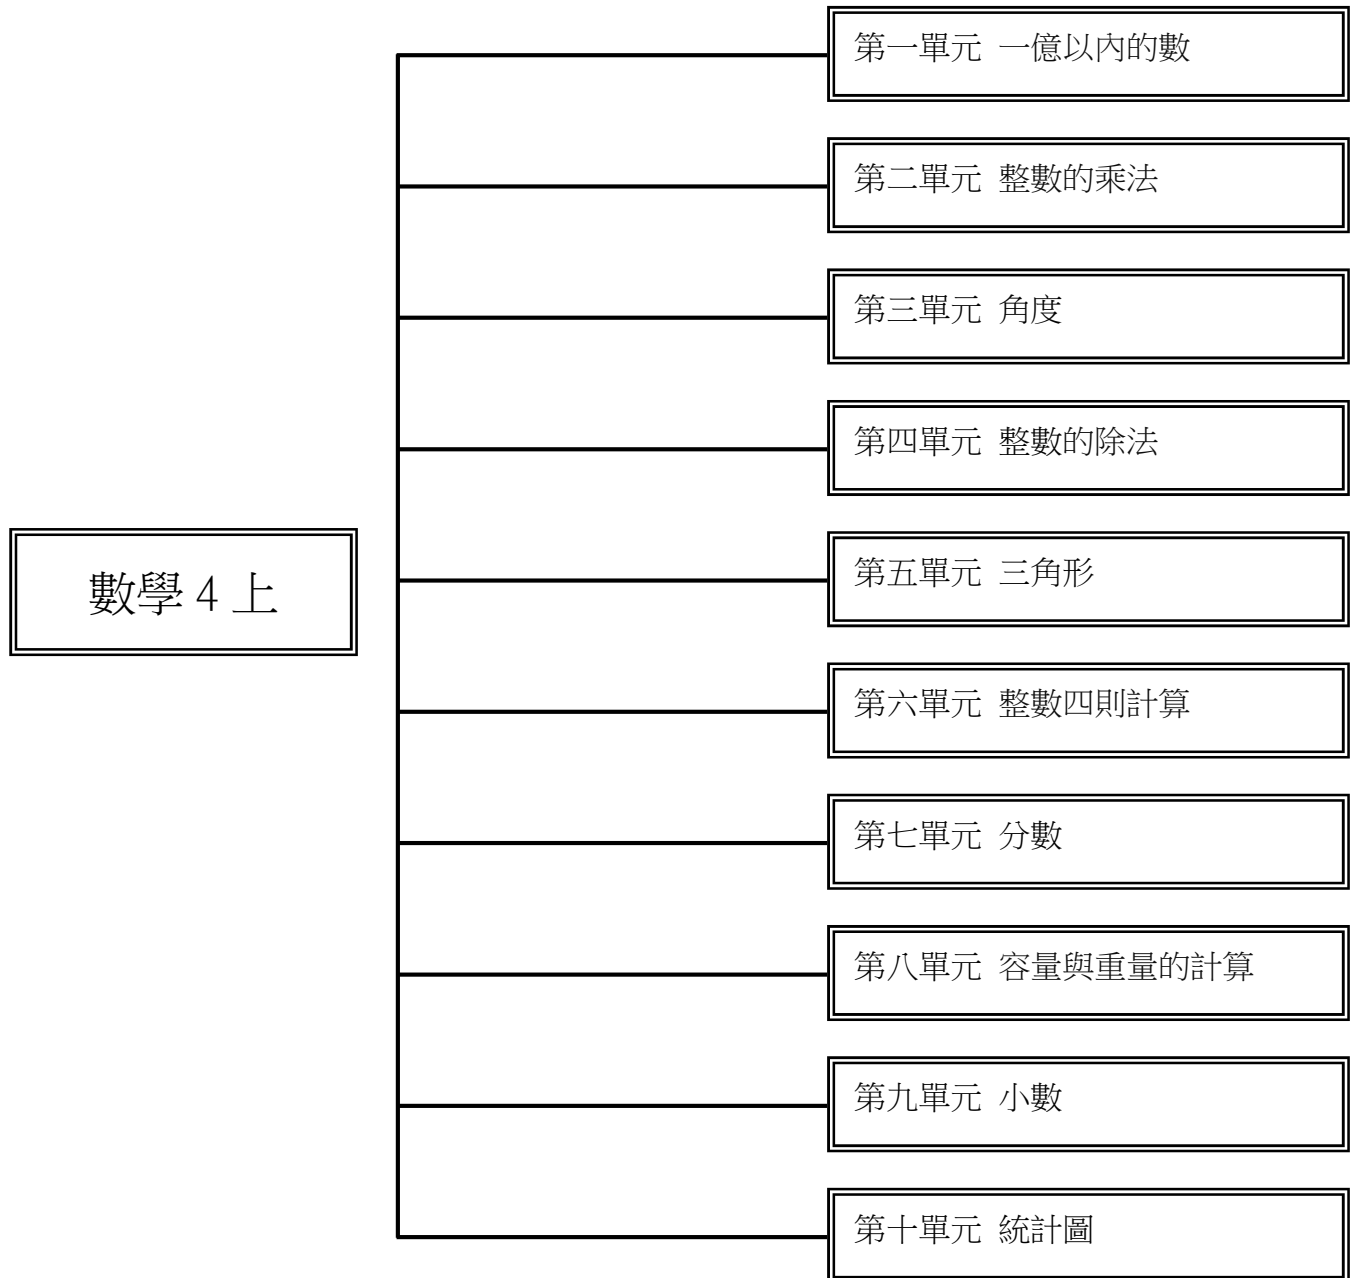 第一單元 一億以內的數
第二單元 整數的乘法
第三單元 角度
第四單元 整數的除法
第五單元 三角形
數學 4 上
第六單元 整數四則計算
第七單元 分數
第八單元 容量與重量的計算
第九單元 小數
第十單元 統計圖